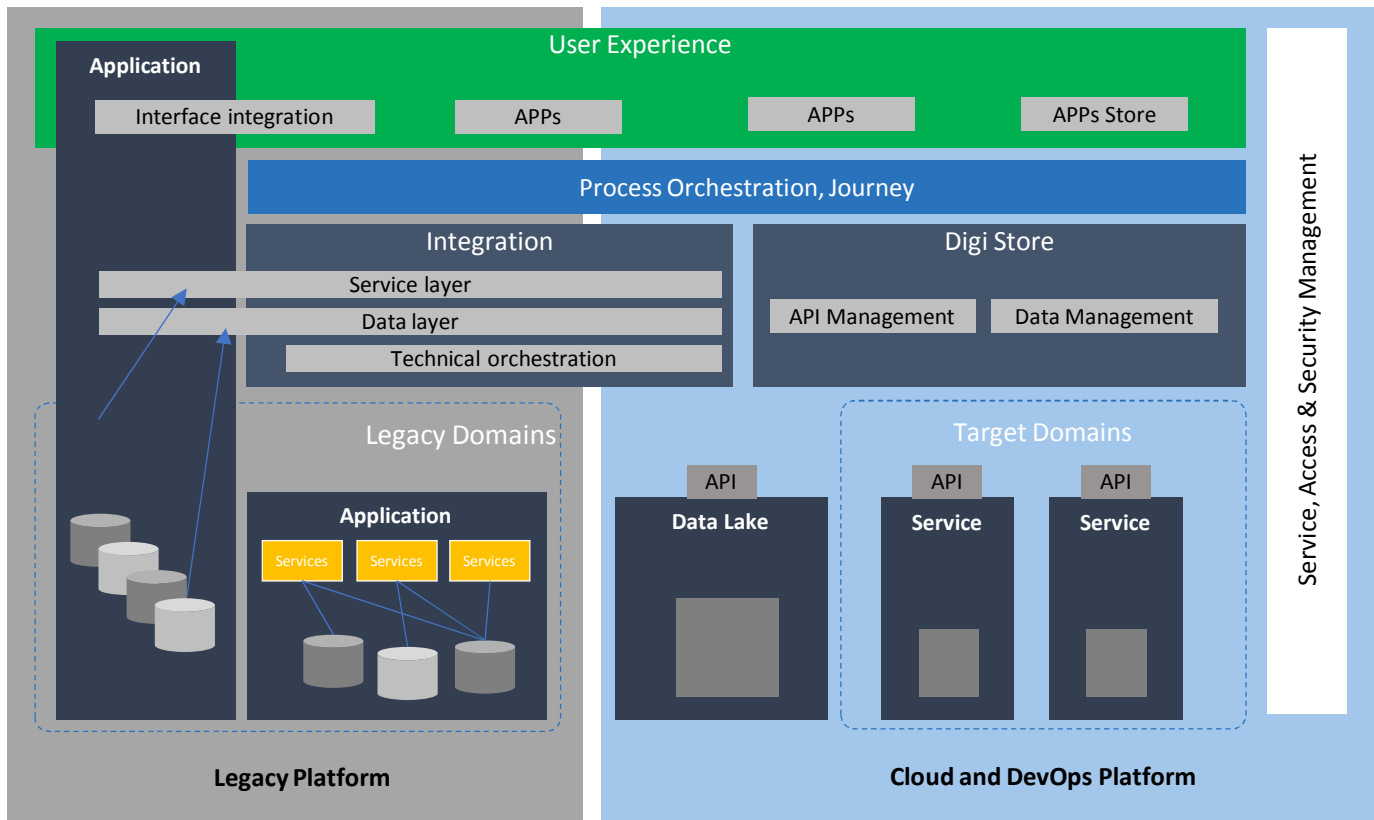 User Experience
Application
Interface integration
APPs
APPs
APPs Store
Process Orchestration, Journey
Integration
Digi Store
Service layer
Data layer
Technical orchestration
API Management
Data Management
Service, Access & Security Management
Legacy Domains
Target Domains
API
API
API
Application
Data Lake
Service
Service
Services
Services
Services
Legacy Platform
Cloud and DevOps Platform